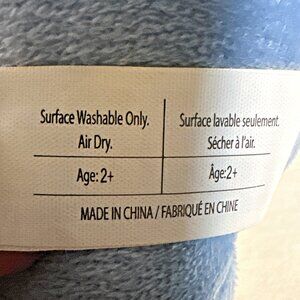 Surface Washable Only.
Air Dry.
Age: 2+
Surface lavable seulement.
Sécher à l'air.
Âge: 2+
MADE IN CHINA / FABRIQUÉ EN CHINE